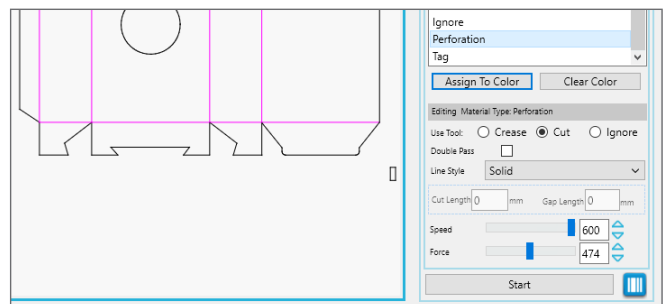 Ignore
Perforation
Tag
Assign To Color Clear Color
Editing Material Type: Perforation
Use Tool: Crease Cut Ignore
Double Pass
Line Style Solid
Cut Length 0 mm Gap Length 0 mm
Speed 600
Force 474
Start